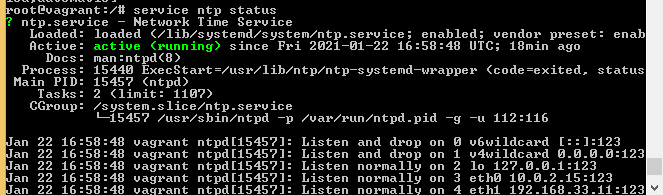 root@vagrant:/# service ntp status
? ntp.service - Network Time Service
Loaded: loaded (/lib/systemd/system/ntp.service; enabled; vendor preset: enab
Active: active (running) since Fri 2021-01-22 16:58:48 UTC; 18min ago
Docs: man:ntpd(8)
Process: 15440 ExecStart=/usr/lib/ntp/ntp-systemd-wrapper (code=exited, status
Main PID: 15457 (ntpd)
Tasks: 2 (limit: 1107)
CGroup: /system.slice/ntp.service
└─15457 /usr/sbin/ntpd -p /var/run/ntpd.pid -g -u 112:116
Jan 22 16:58:48 vagrant ntpd[15457]: Listen and drop on 0 v6wildcard [::]:123
Jan 22 16:58:48 vagrant ntpd[15457]: Listen and drop on 1 v4wildcard 0.0.0.0:123
Jan 22 16:58:48 vagrant ntpd[15457]: Listen normally on 2 lo 127.0.0.1:123
Jan 22 16:58:48 vagrant ntpd[15457]: Listen normally on 3 eth0 10.0.2.15:123
Jan 22 16:58:48 vagrant ntpd[15457]: Listen normally on 4 eth1 192.168.33.11:123